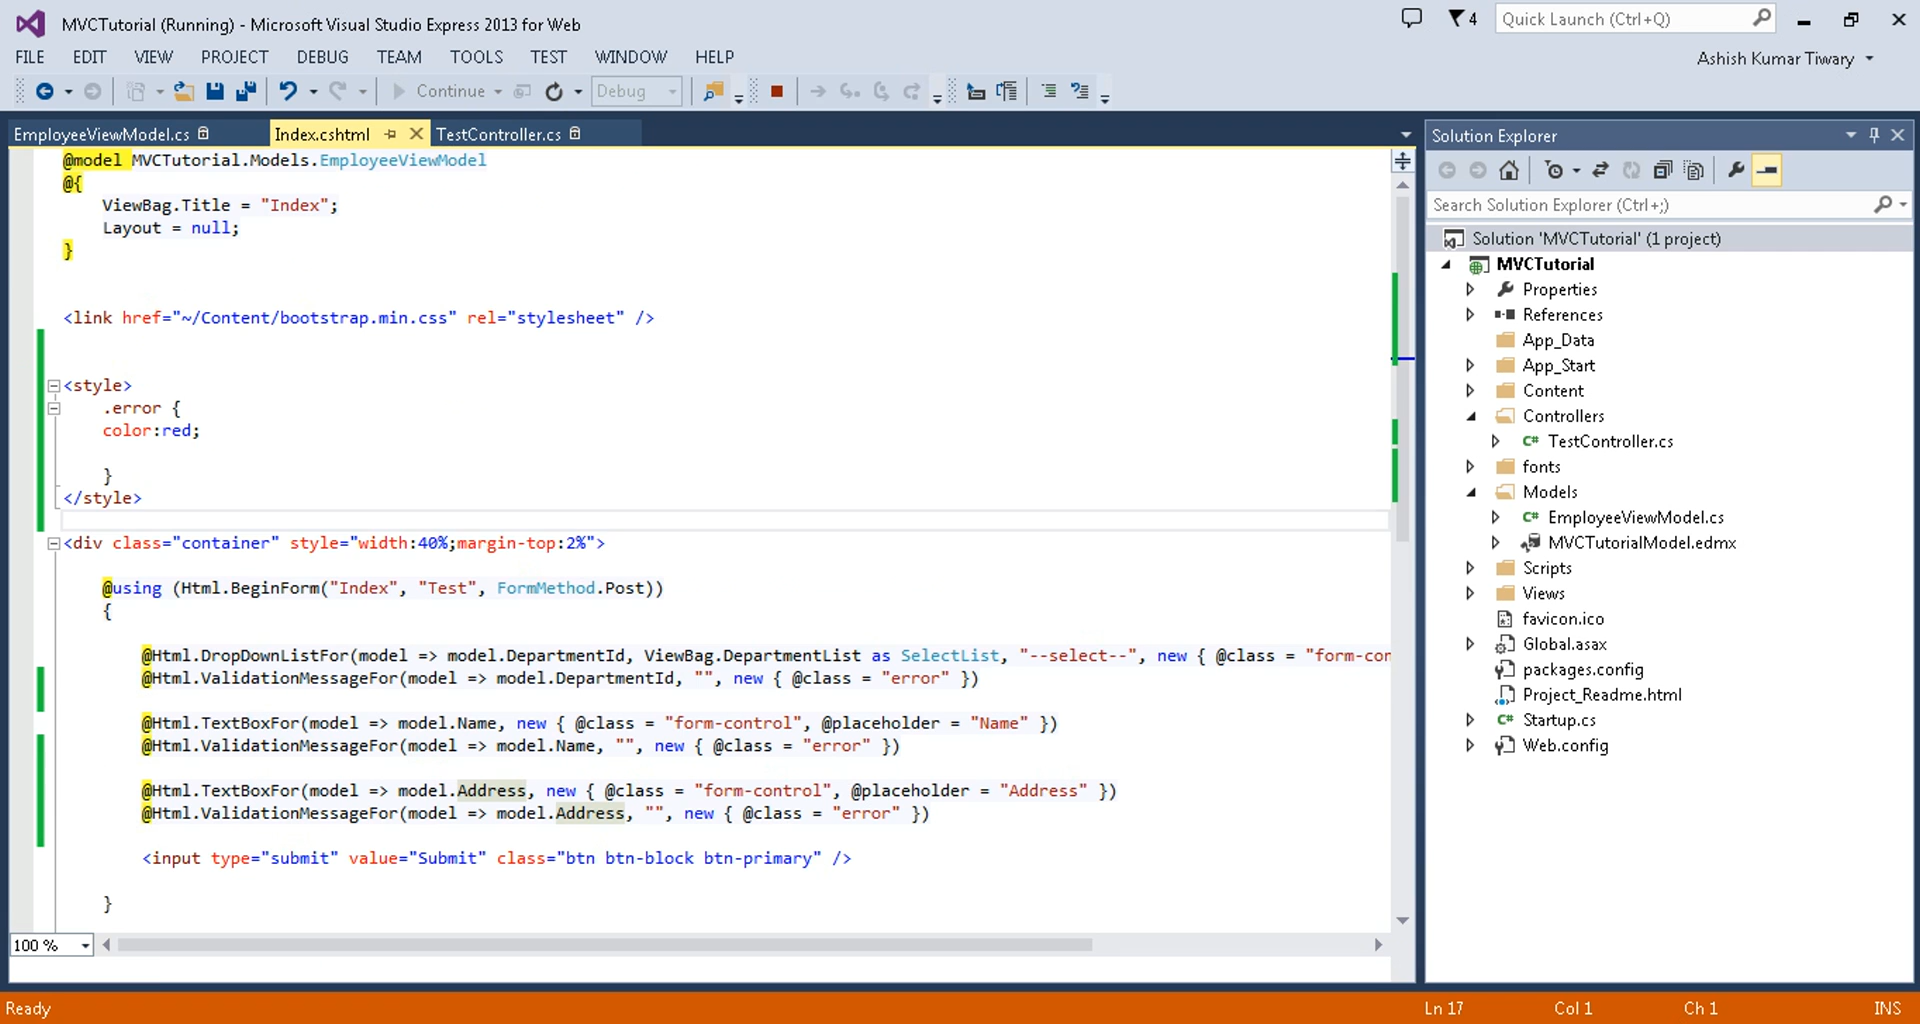 MVCTutorial (Running) - Microsoft Visual Studio Express 2013 for Web
4
Quick Launch (Ctrl+Q)
FILE EDIT VIEW PROJECT DEBUG TEAM TOOLS TEST WINDOW HELP
Ashish Kumar Tiwary
Continue
Debug
EmployeeViewModel.cs
Index.cshtml
TestController.cs
@model MVCTutorial.Models.EmployeeViewModel
@{
ViewBag.Title = "Index";
Layout = null;
}
<link href="~/Content/bootstrap.min.css" rel="stylesheet" />
<style>
.error {
color:red;
}
</style>
<div class="container" style="width:40%;margin-top:2%">
@using (Html.BeginForm("Index", "Test", FormMethod.Post))
{
@Html.DropDownListFor(model => model.DepartmentId, ViewBag.DepartmentList as SelectList, "--select--", new { @class = "form-con
@Html.ValidationMessageFor(model => model.DepartmentId, "", new { @class = "error" })
@Html.TextBoxFor(model => model.Name, new { @class = "form-control", @placeholder = "Name" })
@Html.ValidationMessageFor(model => model.Name, "", new { @class = "error" })
@Html.TextBoxFor(model => model.Address, new { @class = "form-control", @placeholder = "Address" })
@Html.ValidationMessageFor(model => model.Address, "", new { @class = "error" })
<input type="submit" value="Submit" class="btn btn-block btn-primary" />
}
100 %
Solution Explorer
Search Solution Explorer (Ctrl+;)
Solution 'MVCTutorial' (1 project)
MVCTutorial
Properties
References
App_Data
App_Start
Content
Controllers
C# TestController.cs
fonts
Models
C# EmployeeViewModel.cs
MVCTutorialModel.edmx
Scripts
Views
favicon.ico
Global.asax
packages.config
Project_Readme.html
C# Startup.cs
Web.config
Ready
Ln 17
Col 1
Ch 1
INS